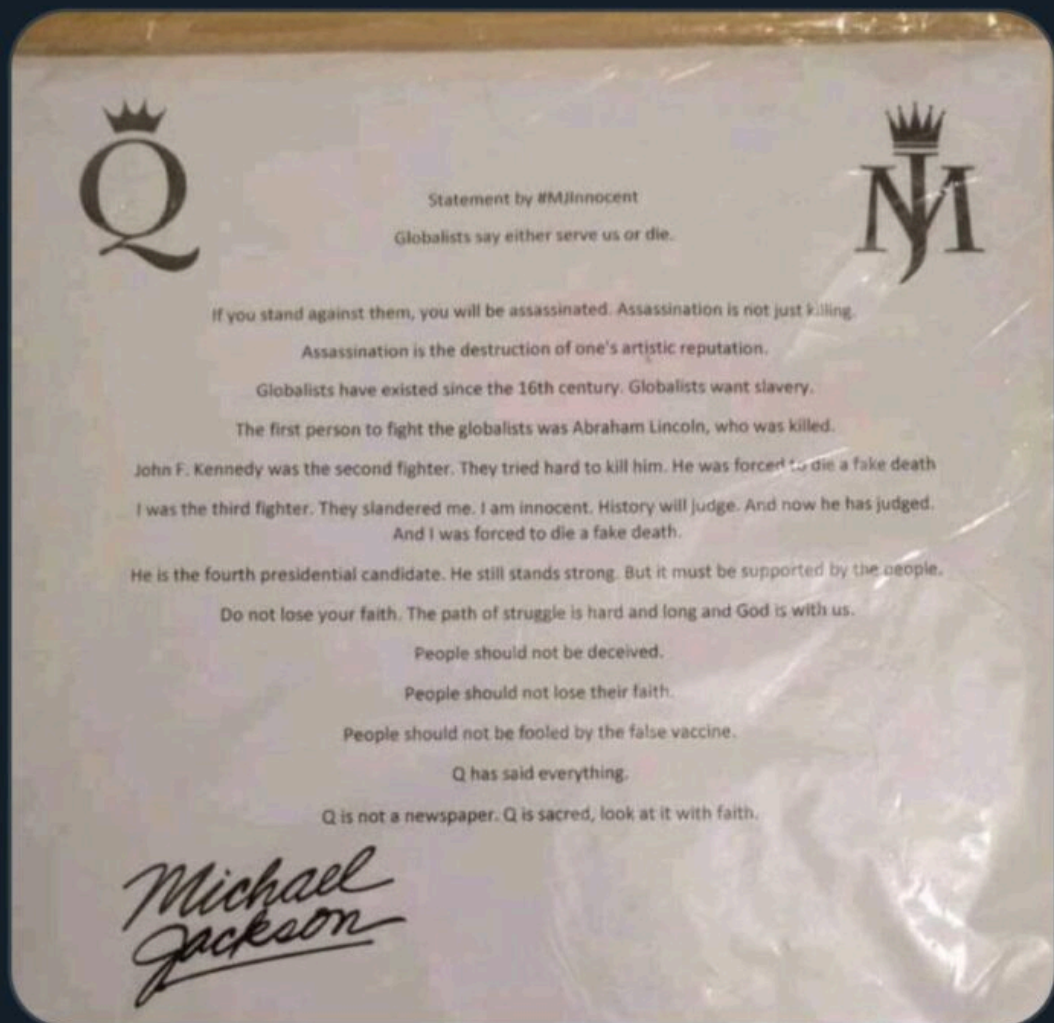 Q
MJ
Statement by #MJInnocent
Globalists say either serve us or die.
If you stand against them, you will be assassinated. Assassination is not just killing.
Assassination is the destruction of one's artistic reputation.
Globalists have existed since the 16th century. Globalists want slavery.
The first person to fight the globalists was Abraham Lincoln, who was killed.
John F. Kennedy was the second fighter. They tried hard to kill him. He was forced to die a fake death
I was the third fighter. They slandered me. I am innocent. History will judge. And now he has judged.
And I was forced to die a fake death.
He is the fourth presidential candidate. He still stands strong. But it must be supported by the people.
Do not lose your faith. The path of struggle is hard and long and God is with us.
People should not be deceived.
People should not lose their faith.
People should not be fooled by the false vaccine.
Q has said everything.
Q is not a newspaper. Q is sacred, look at it with faith.
Michael
Jackson